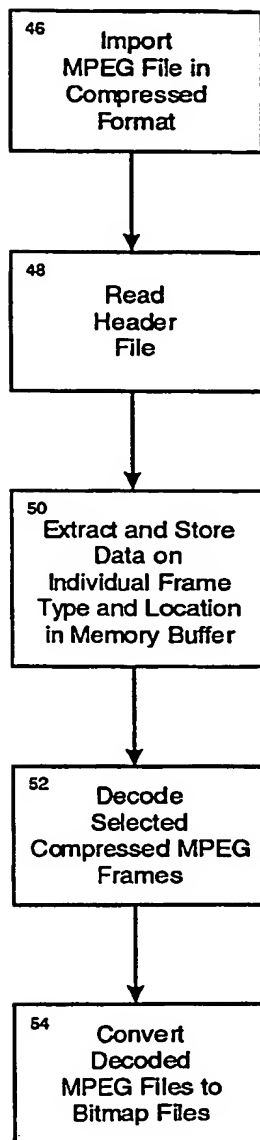 46
Import
MPEG File in
Compressed
Format
48
Read
Header
File
50
Extract and Store
Data on
Individual Frame
Type and Location
in Memory Buffer
52
Decode
Selected
Compressed MPEG
Frames
54
Convert
Decoded
MPEG Files to
Bitmap Files